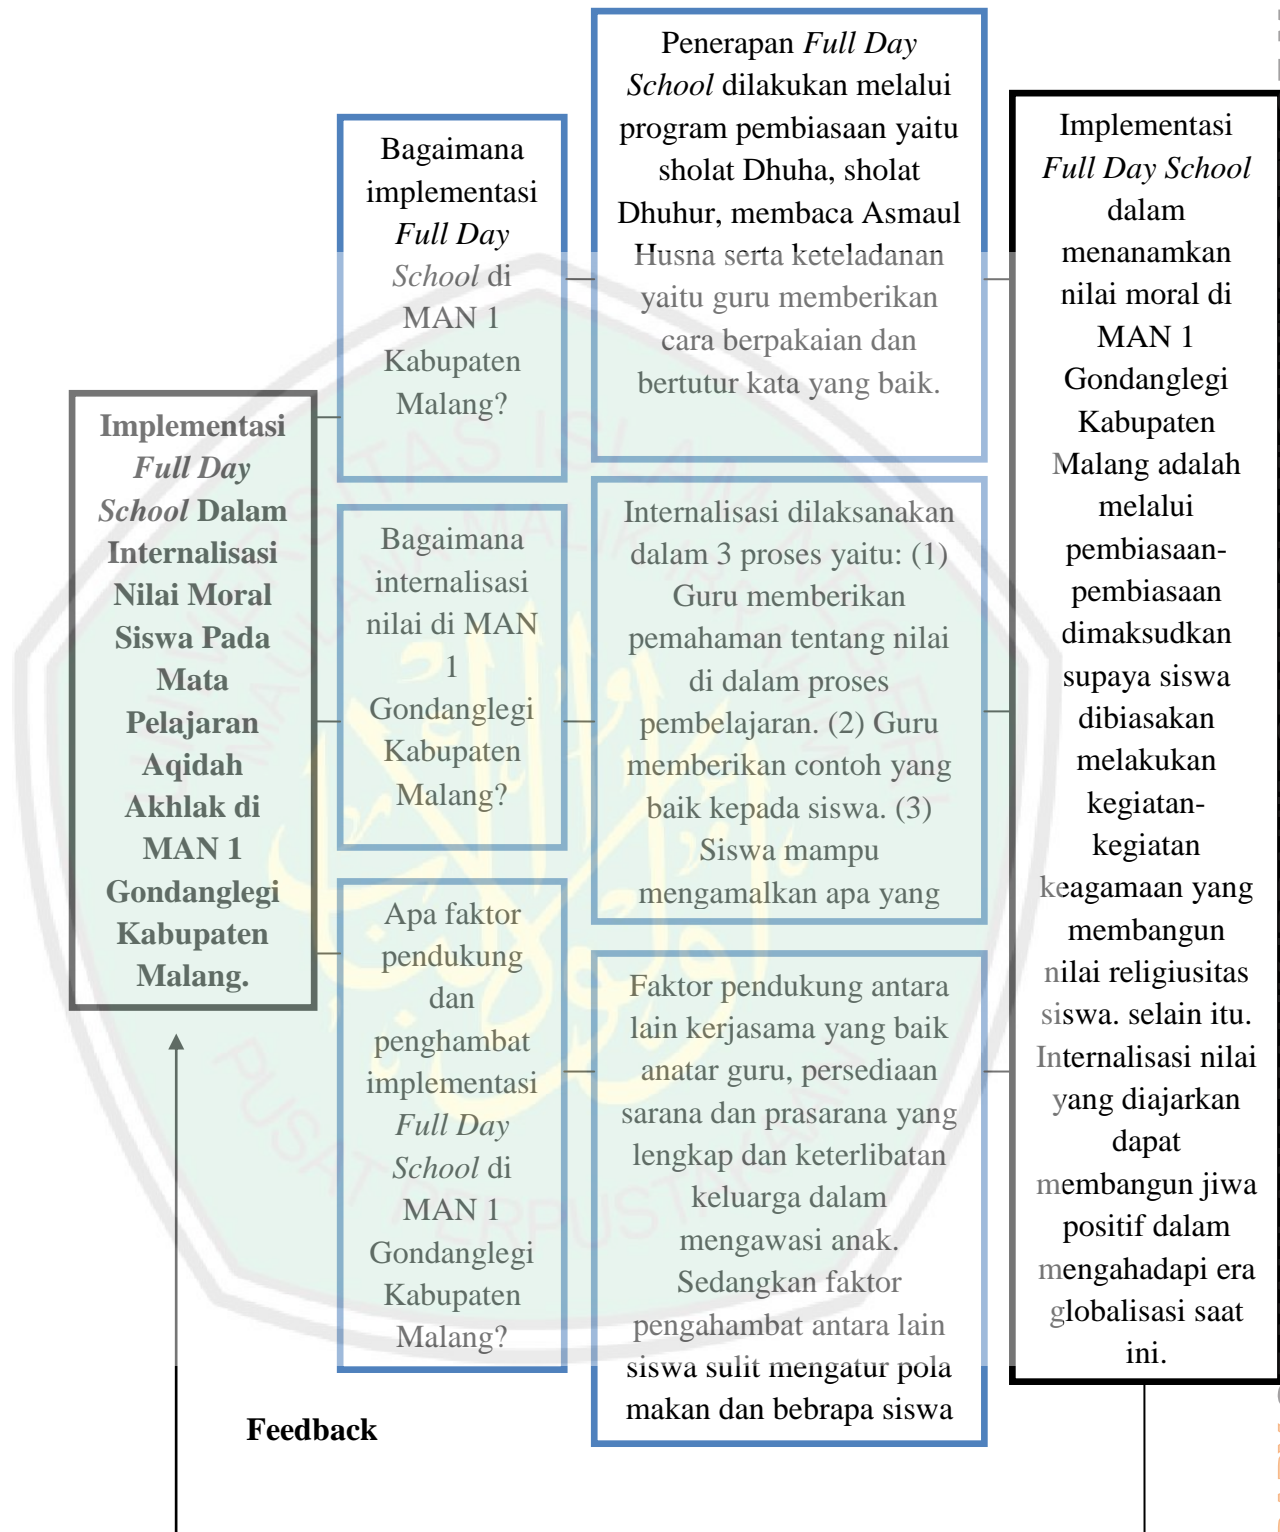 Implementasi
Full Day
School Dalam
Internalisasi
Nilai Moral
Siswa Pada
Mata
Pelajaran
Aqidah
Akhlak di
MAN 1
Gondanglegi
Kabupaten
Malang.
Bagaimana
implementasi
Full Day
School di
MAN 1
Kabupaten
Malang?
Penerapan Full Day
School dilakukan melalui
program pembiasaan yaitu
sholat Dhuha, sholat
Dhuhur, membaca Asmaul
Husna serta keteladanan
yaitu guru memberikan
cara berpakaian dan
bertutur kata yang baik.
Bagaimana
internalisasi
nilai di MAN
1
Gondanglegi
Kabupaten
Malang?
Internalisasi dilaksanakan
dalam 3 proses yaitu: (1)
Guru memberikan
pemahaman tentang nilai
di dalam proses
pembelajaran. (2) Guru
memberikan contoh yang
baik kepada siswa. (3)
Siswa mampu
mengamalkan apa yang
Apa faktor
pendukung
dan
penghambat
implementasi
Full Day
School di
MAN 1
Gondanglegi
Kabupaten
Malang?
Faktor pendukung antara
lain kerjasama yang baik
anatar guru, persediaan
sarana dan prasarana yang
lengkap dan keterlibatan
keluarga dalam
mengawasi anak.
Sedangkan faktor
pengahambat antara lain
siswa sulit mengatur pola
makan dan bebrapa siswa
Implementasi
Full Day School
dalam
menanamkan
nilai moral di
MAN 1
Gondanglegi
Kabupaten
Malang adalah
melalui
pembiasaan-
pembiasaan
dimaksudkan
supaya siswa
dibiasakan
melakukan
kegiatan-
kegiatan
keagamaan yang
membangun
nilai religiusitas
siswa. selain itu.
Internalisasi nilai
yang diajarkan
dapat
membangun jiwa
positif dalam
mengahadapi era
globalisasi saat
ini.
Feedback
UNIVERSITAS ISLAM NEGERI
MAULANA MALIK IBRAHIM
PUSAT PERPUSTAKAAN